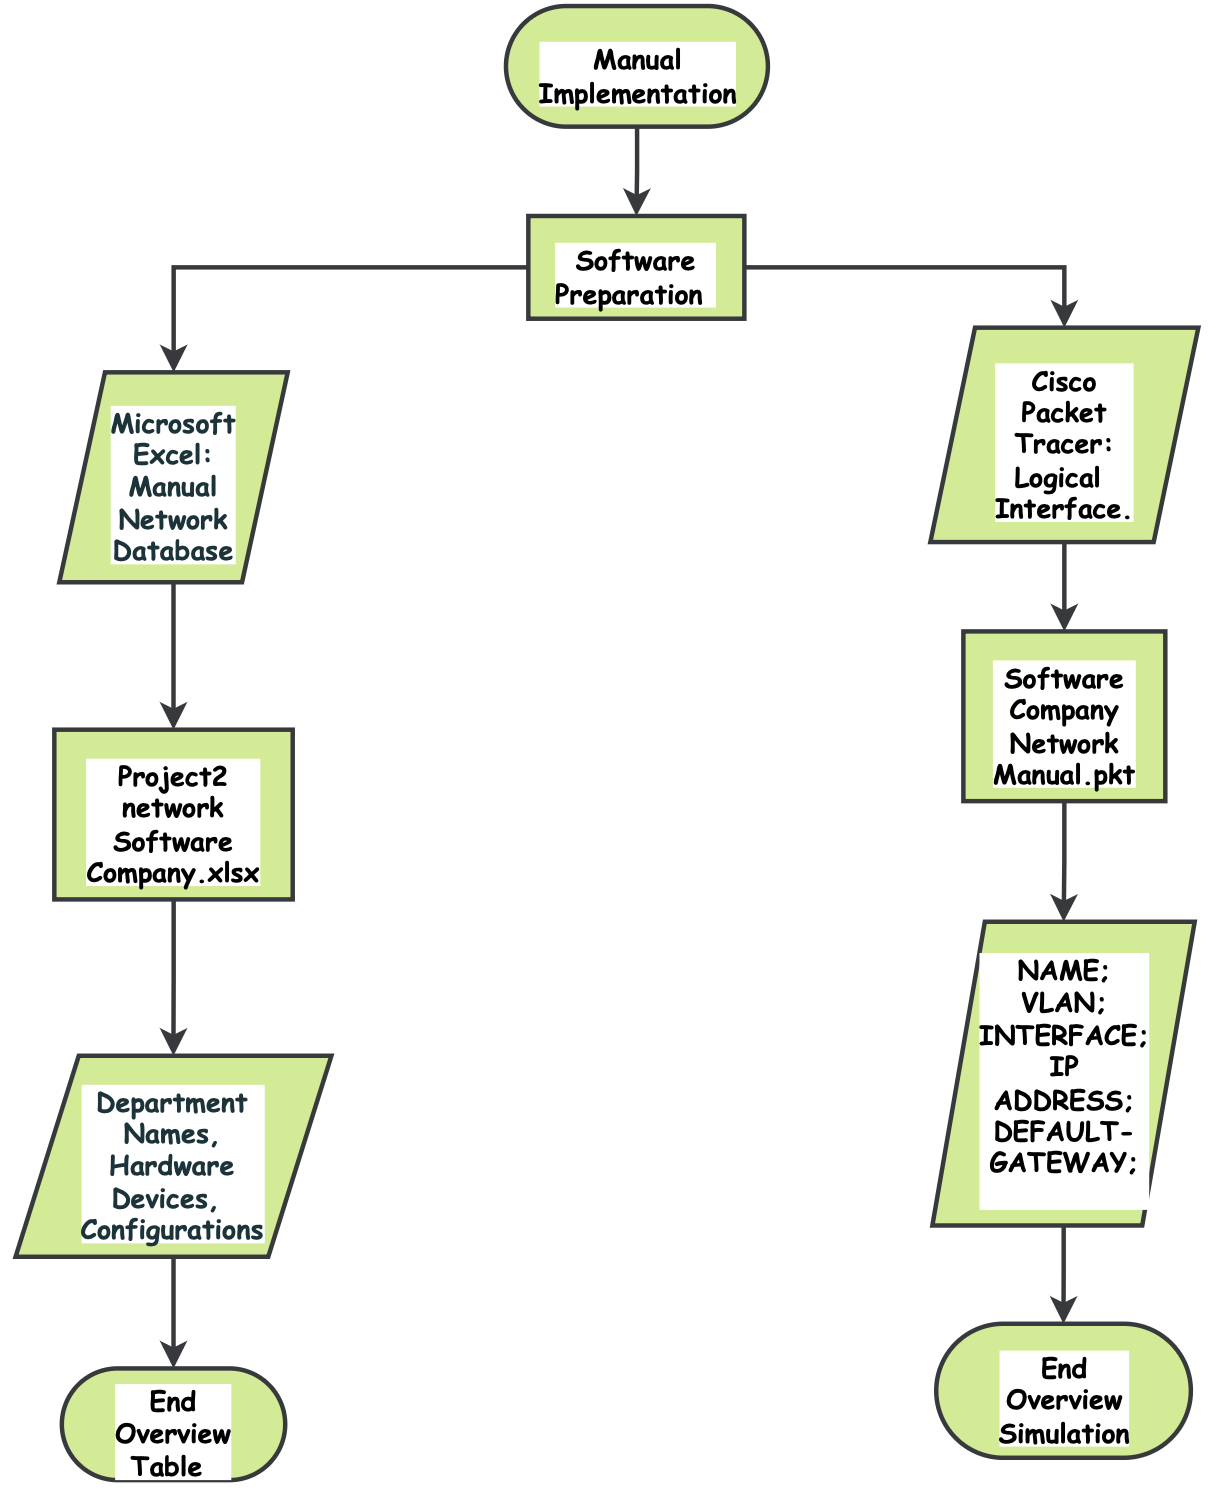 Manual
Implementation
Software
Preparation
Microsoft
Excel:
Manual
Network
Database
Project2
network
Software
Company.xlsx
Department
Names,
Hardware
Devices,
Configurations
End
Overview
Table
Cisco
Packet
Tracer:
Logical
Interface.
Software
Company
Network
Manual.pkt
NAME;
VLAN;
INTERFACE;
IP
ADDRESS;
DEFAULT-
GATEWAY;
End
Overview
Simulation